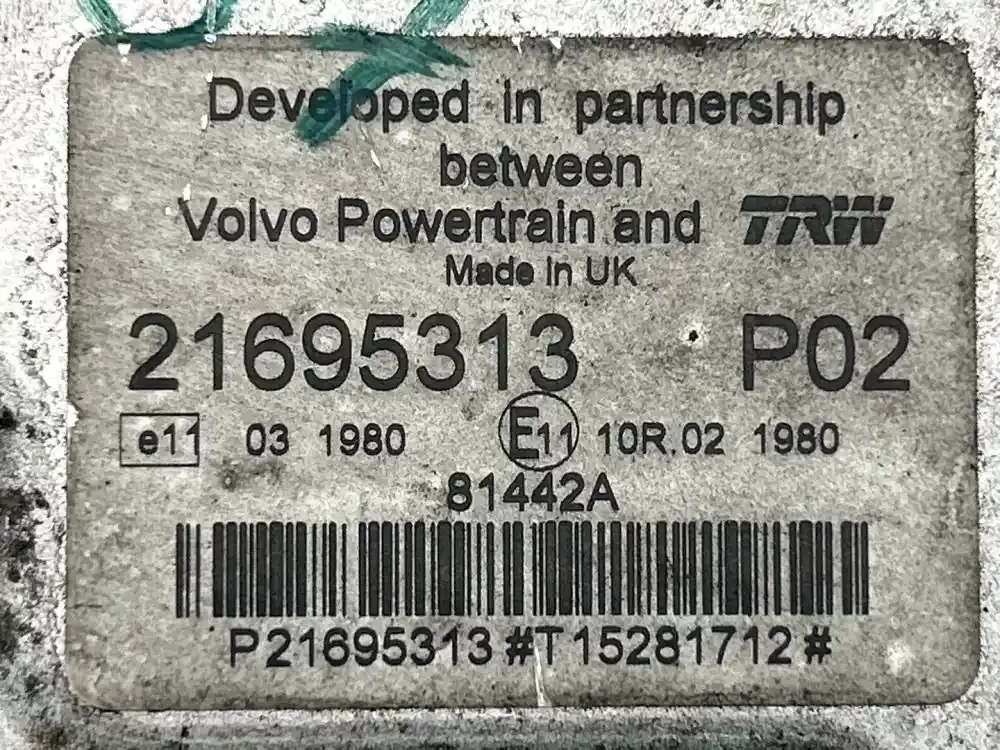 Developed in partnership
between
Volvo Powertrain and TRW
Made in UK
21695313 P02
e11 03 1980 E11 10R.02 1980
81442A
P21695313#T15281712#